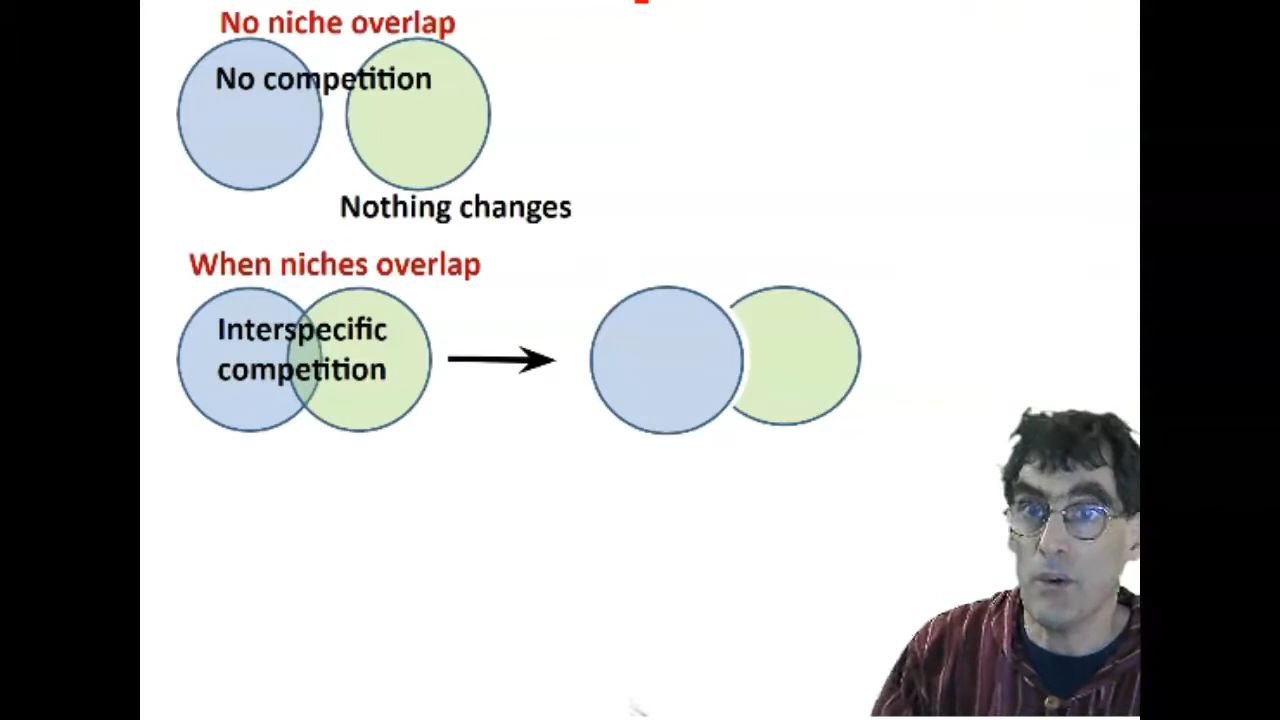 No niche overlap
No competition
Nothing changes
When niches overlap
Interspecific
competition